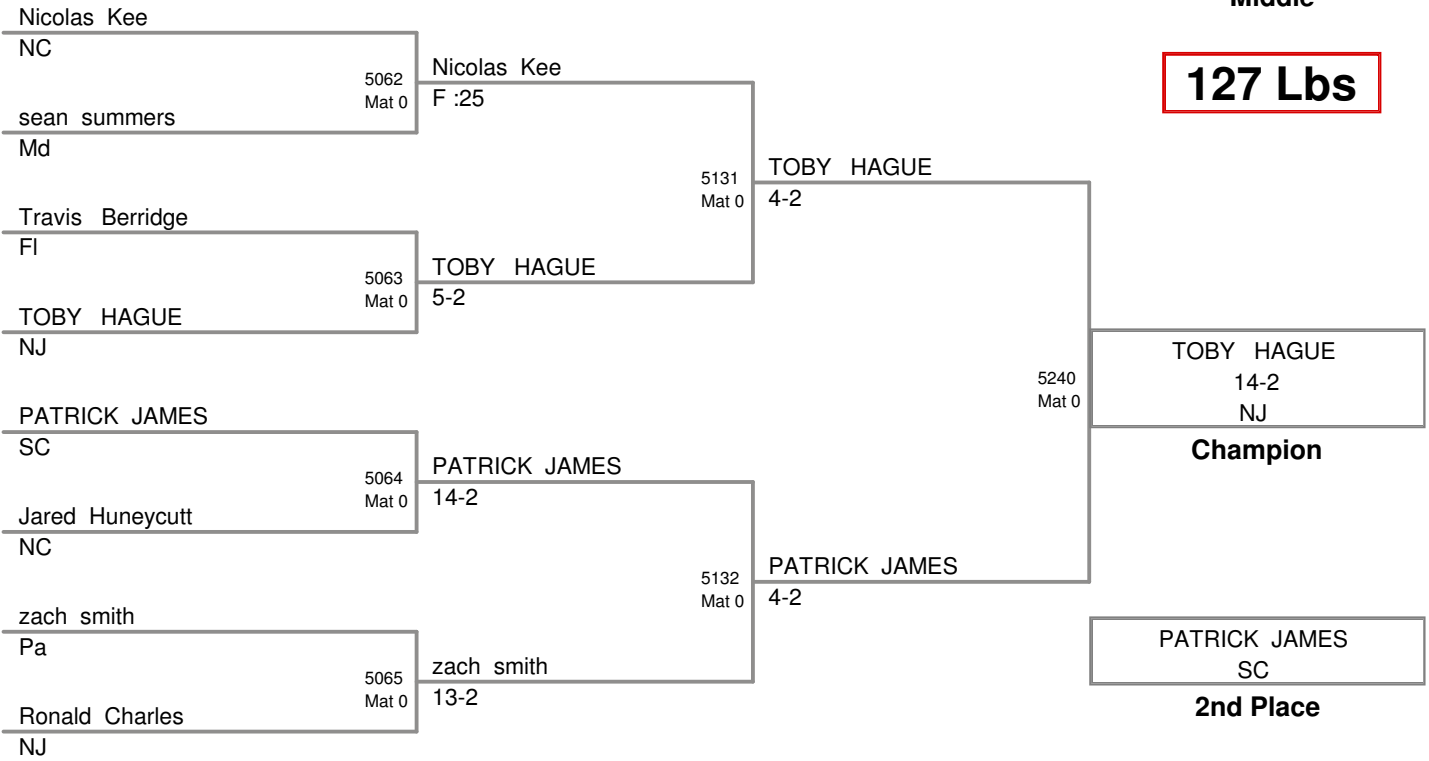 Middle
127 Lbs
Nicolas Kee
NC
5062
Mat 0
Nicolas Kee
F :25
sean summers
Md
5131
Mat 0
TOBY HAGUE
4-2
Travis Berridge
Fl
5063
Mat 0
TOBY HAGUE
5-2
TOBY HAGUE
NJ
5240
Mat 0
TOBY HAGUE
14-2
NJ
Champion
PATRICK JAMES
SC
5064
Mat 0
PATRICK JAMES
14-2
Jared Huneycutt
NC
5132
Mat 0
PATRICK JAMES
4-2
zach smith
Pa
5065
Mat 0
zach smith
13-2
Ronald Charles
NJ
PATRICK JAMES
SC
2nd Place